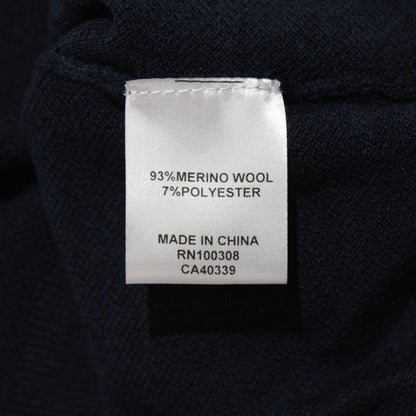 93%MERINO WOOL
7%POLYESTER
MADE IN CHINA
RN100308
CA40339